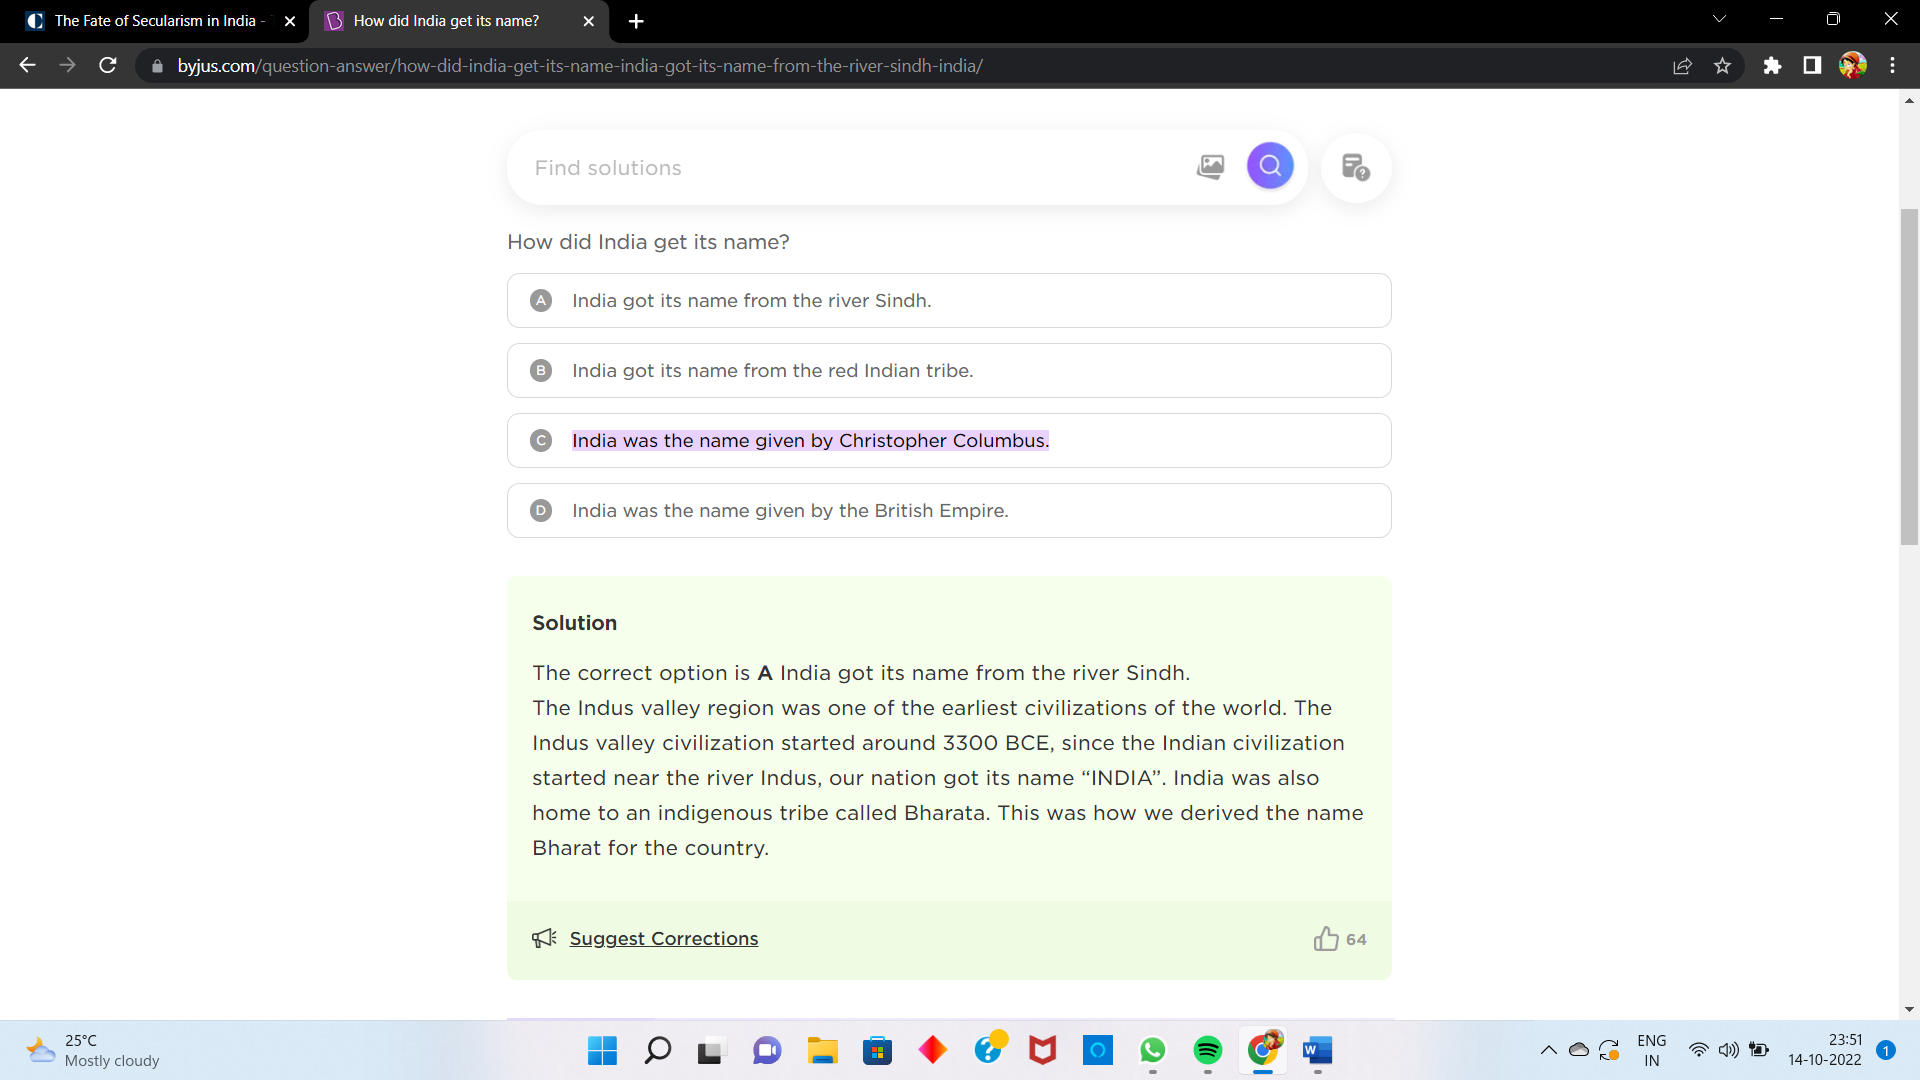 The Fate of Secularism in India -
How did India get its name?
byjus.com/question-answer/how-did-india-get-its-name-india-got-its-name-from-the-river-sindh-india/
Find solutions
How did India get its name?
A India got its name from the river Sindh.
B India got its name from the red Indian tribe.
C India was the name given by Christopher Columbus.
D India was the name given by the British Empire.
Solution
The correct option is A India got its name from the river Sindh.
The Indus valley region was one of the earliest civilizations of the world. The
Indus valley civilization started around 3300 BCE, since the Indian civilization
started near the river Indus, our nation got its name “INDIA”. India was also
home to an indigenous tribe called Bharata. This was how we derived the name
Bharat for the country.
Suggest Corrections
64
25°C
Mostly cloudy
ENG
IN
23:51
14-10-2022
1